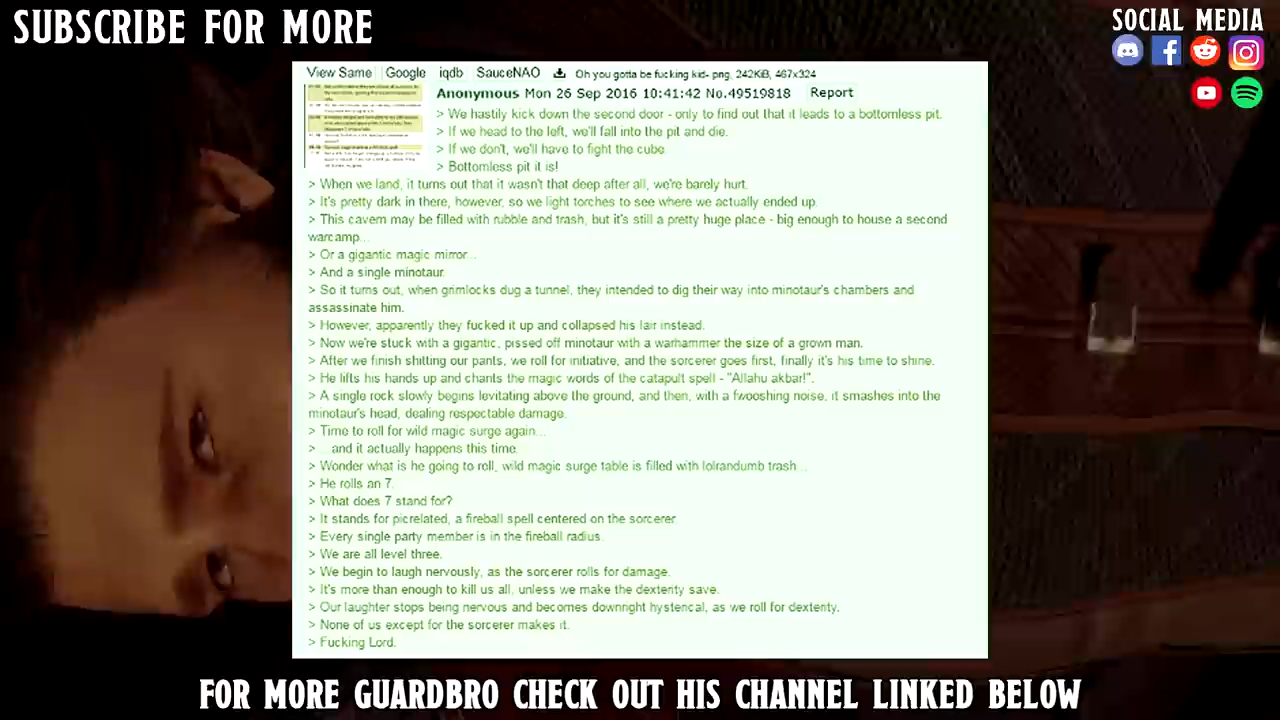 SUBSCRIBE FOR MORE
SOCIAL MEDIA
View Same Google iqdb SauceNAO Oh you gotta be fucking kid-.png, 242KiB, 467x324
Anonymous Mon 26 Sep 2016 10:41:42 No.49519818 Report
> We hastily kick down the second door - only to find out that it leads to a bottomless pit.
> If we head to the left, we'll fall into the pit and die.
> If we don't, we'll have to fight the cube.
> Bottomless pit it is!
> When we land, it turns out that it wasn't that deep after all, we're barely hurt.
> It's pretty dark in there, however, so we light torches to see where we actually ended up.
> This cavern may be filled with rubble and trash, but it's still a pretty huge place - big enough to house a second
warcamp...
> Or a gigantic magic mirror...
> And a single minotaur.
> So it turns out, when grimlocks dug a tunnel, they intended to dig their way into minotaur's chambers and
assassinate him.
> However, apparently they fucked it up and collapsed his lair instead.
> Now we're stuck with a gigantic, pissed off minotaur with a warhammer the size of a grown man.
> After we finish shitting our pants, we roll for initiative, and the sorcerer goes first, finally it's his time to shine.
> He lifts his hands up and chants the magic words of the catapult spell - "Allahu akbar!".
> A single rock slowly begins levitating above the ground, and then, with a fwooshing noise, it smashes into the
minotaur's head, dealing respectable damage.
> Time to roll for wild magic surge again...
> ...and it actually happens this time.
> Wonder what is he going to roll, wild magic surge table is filled with lolrandumb trash...
> He rolls an 7.
> What does 7 stand for?
> It stands for picrelated, a fireball spell centered on the sorcerer.
> Every single party member is in the fireball radius.
> We are all level three.
> We begin to laugh nervously, as the sorcerer rolls for damage.
> It's more than enough to kill us all, unless we make the dexterity save.
> Our laughter stops being nervous and becomes downright hysterical, as we roll for dexterity.
> None of us except for the sorcerer makes it.
> Fucking Lord.
FOR MORE GUARDBRO CHECK OUT HIS CHANNEL LINKED BELOW